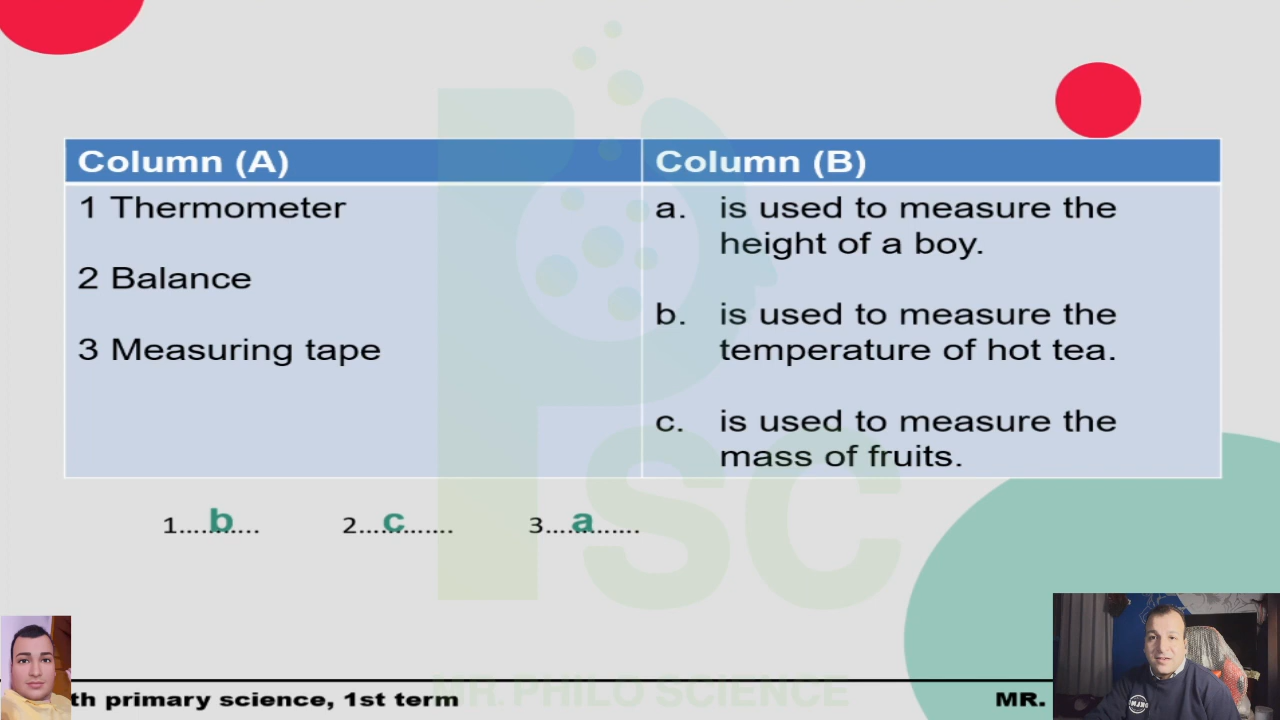 Column (A)
Column (B)
1 Thermometer
2 Balance
3 Measuring tape
a. is used to measure the
height of a boy.
b. is used to measure the
temperature of hot tea.
c. is used to measure the
mass of fruits.
1....b..... 2....c....... 3....a........
PSC
MR. PHILO SCIENCE
th primary science, 1st term
MR.